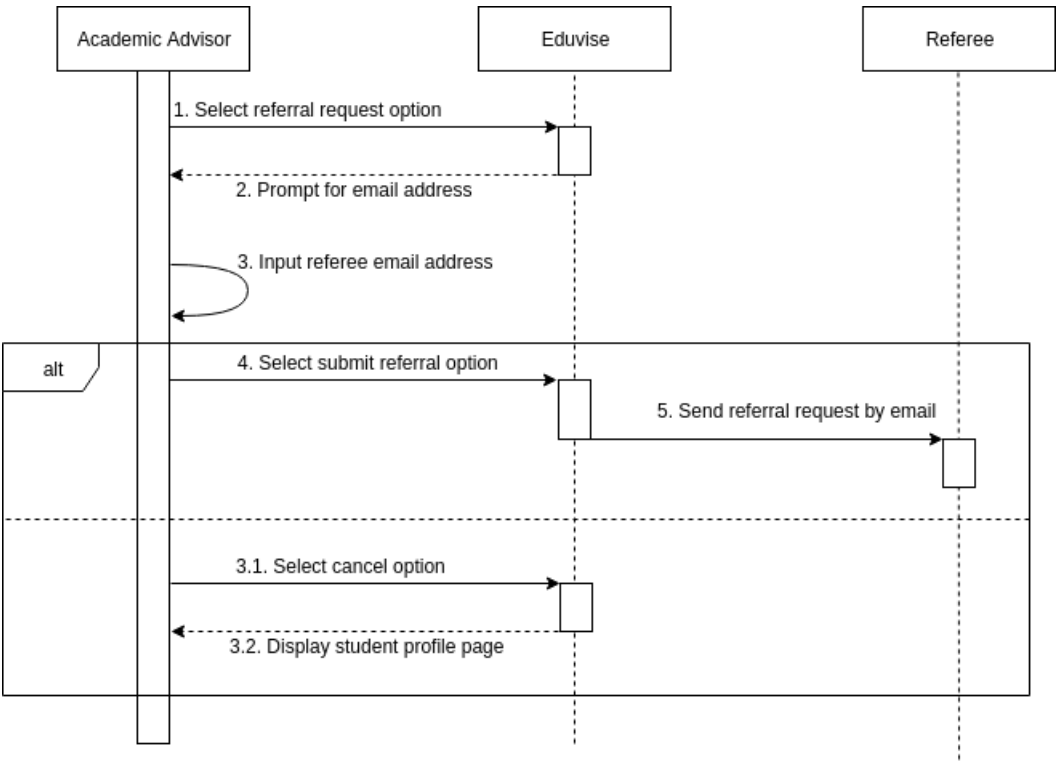 Academic Advisor
Eduvise
Referee
1. Select referral request option
2. Prompt for email address
3. Input referee email address
alt
4. Select submit referral option
5. Send referral request by email
3.1. Select cancel option
3.2. Display student profile page